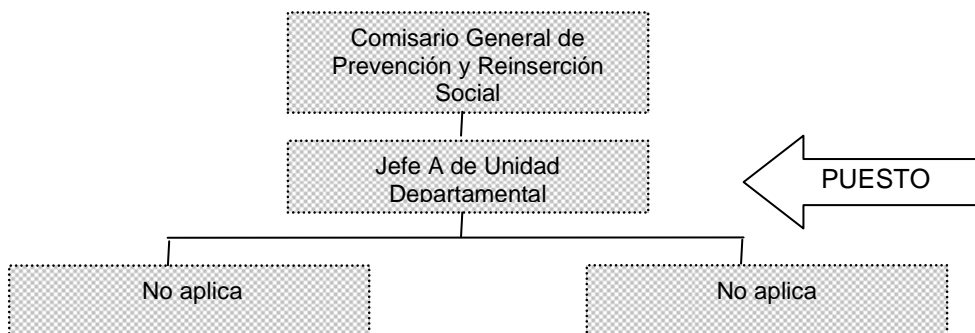 Comisario General de
Prevención y Reinserción
Social
Jefe A de Unidad
Departamental
PUESTO
No aplica
No aplica